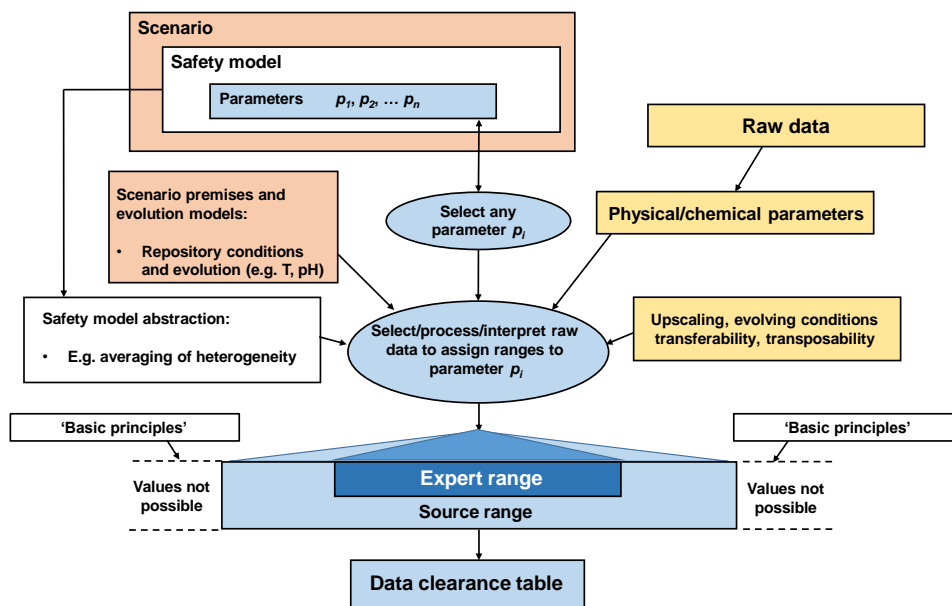 Scenario
Safety model
Parameters p₁, p₂, … pₙ
Raw data
Scenario premises and
evolution models:
• Repository conditions
and evolution (e.g. T, pH)
Select any
parameter pᵢ
Physical/chemical parameters
Safety model abstraction:
• E.g. averaging of heterogeneity
Select/process/interpret raw
data to assign ranges to
parameter pᵢ
Upscaling, evolving conditions
transferability, transposability
‘Basic principles’
‘Basic principles’
Values not
possible
Expert range
Source range
Values not
possible
Data clearance table